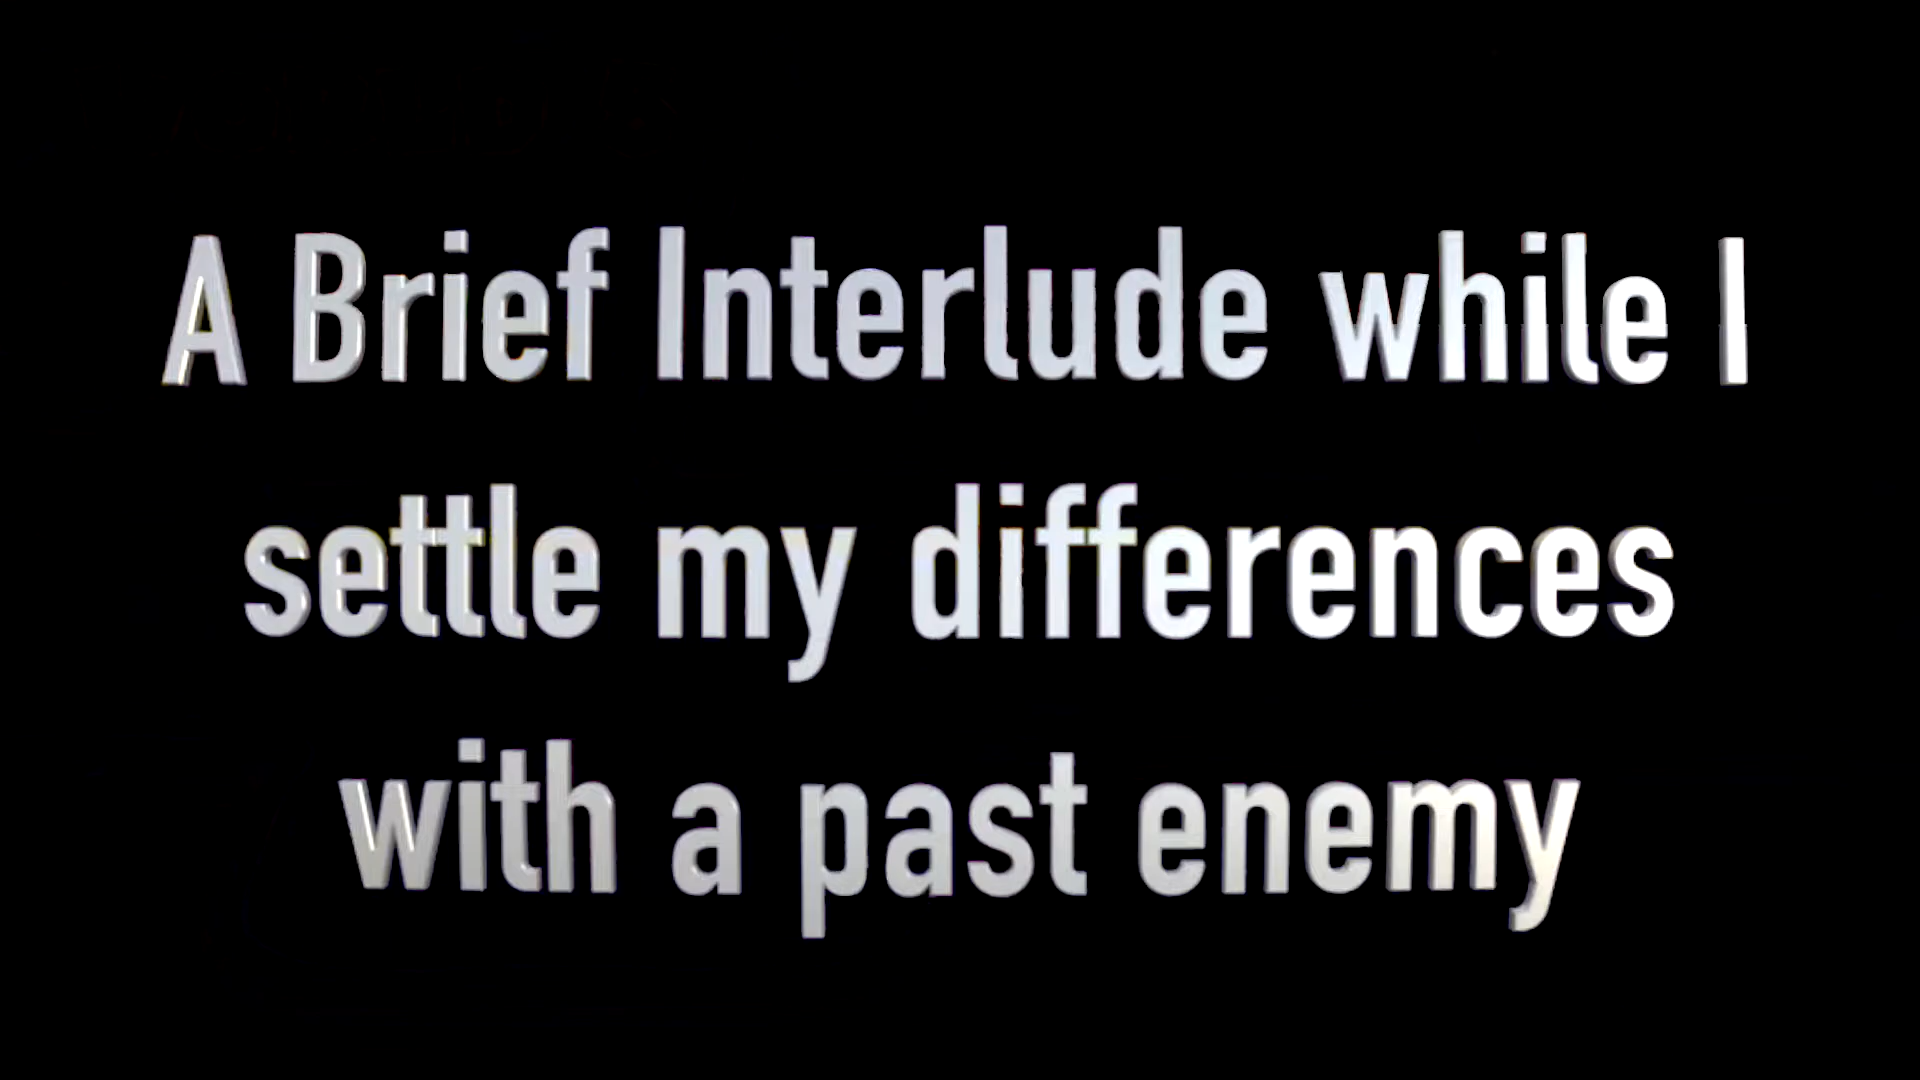 A Brief Interlude while I
settle my differences
with a past enemy